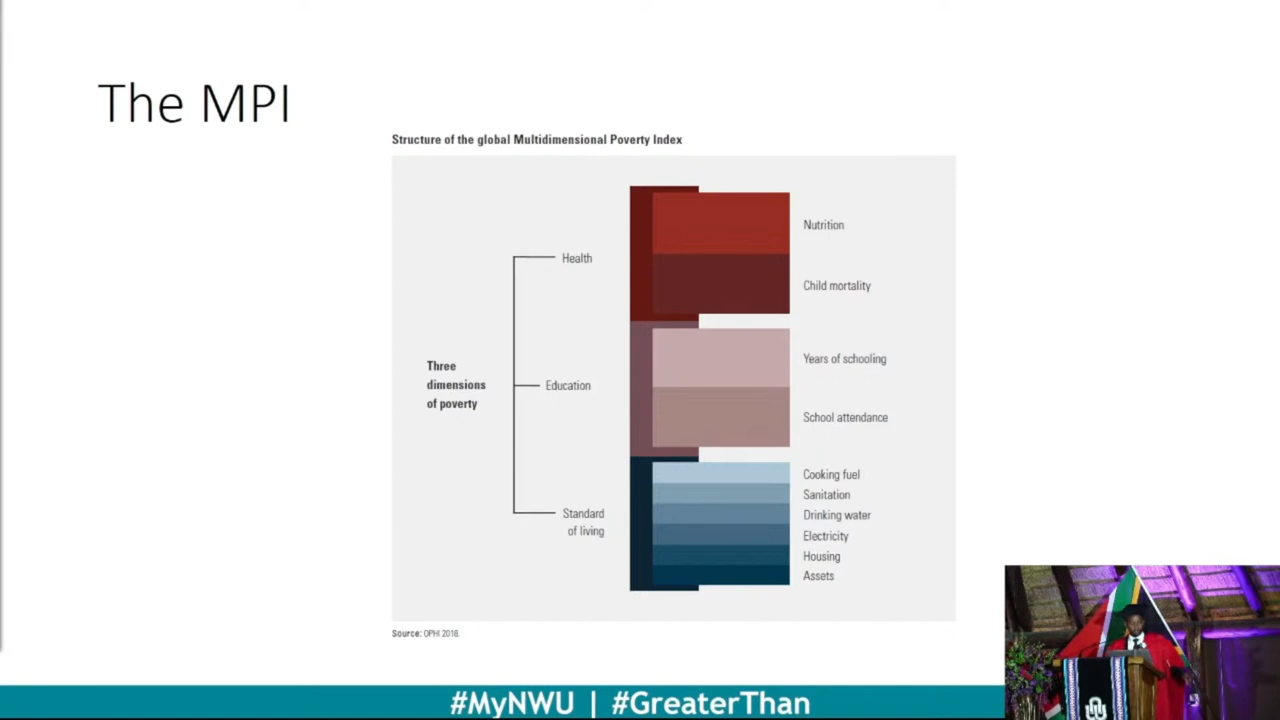 The MPI
Structure of the global Multidimensional Poverty Index
Three
dimensions
of poverty
Health
Education
Standard
of living
Nutrition
Child mortality
Years of schooling
School attendance
Cooking fuel
Sanitation
Drinking water
Electricity
Housing
Assets
Source: OPHI 2018.
#MyNWU | #GreaterThan